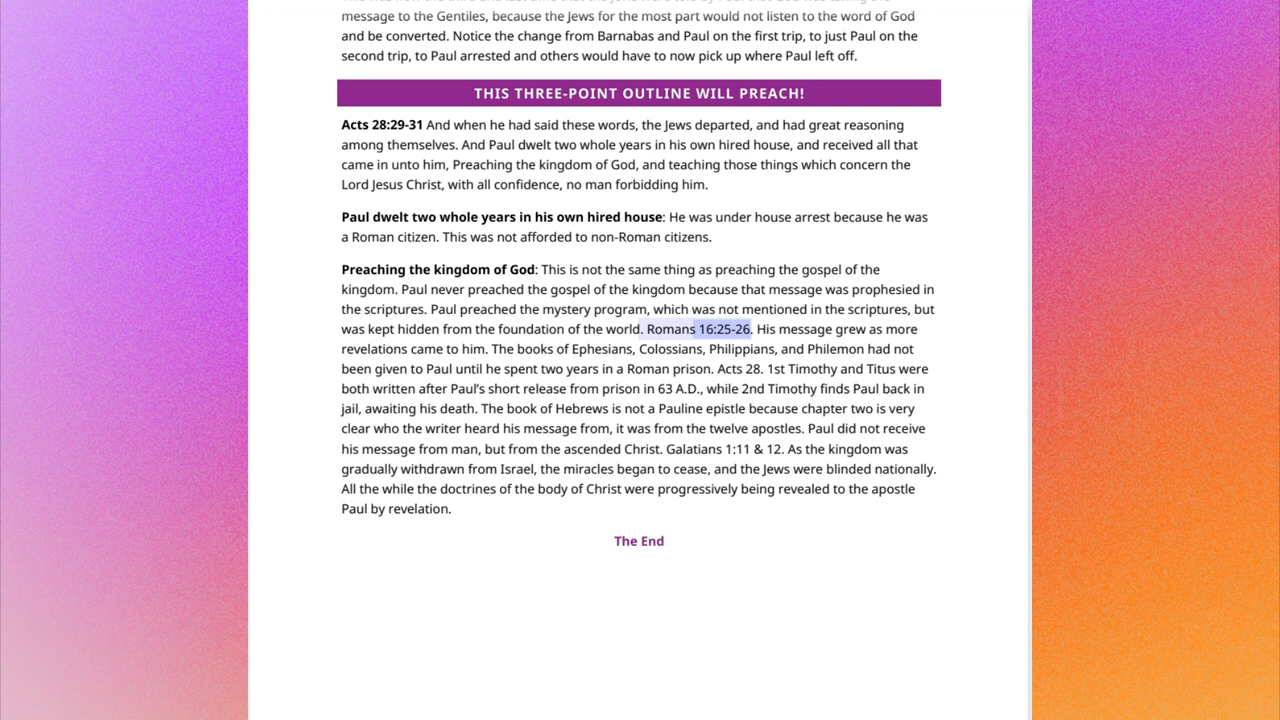 message to the Gentiles, because the Jews for the most part would not listen to the word of God
and be converted. Notice the change from Barnabas and Paul on the first trip, to just Paul on the
second trip, to Paul arrested and others would have to now pick up where Paul left off.
THIS THREE-POINT OUTLINE WILL PREACH!
Acts 28:29-31 And when he had said these words, the Jews departed, and had great reasoning
among themselves. And Paul dwelt two whole years in his own hired house, and received all that
came in unto him, Preaching the kingdom of God, and teaching those things which concern the
Lord Jesus Christ, with all confidence, no man forbidding him.
Paul dwelt two whole years in his own hired house: He was under house arrest because he was
a Roman citizen. This was not afforded to non-Roman citizens.
Preaching the kingdom of God: This is not the same thing as preaching the gospel of the
kingdom. Paul never preached the gospel of the kingdom because that message was prophesied in
the scriptures. Paul preached the mystery program, which was not mentioned in the scriptures, but
was kept hidden from the foundation of the world. Romans 16:25-26. His message grew as more
revelations came to him. The books of Ephesians, Colossians, Philippians, and Philemon had not
been given to Paul until he spent two years in a Roman prison. Acts 28. 1st Timothy and Titus were
both written after Paul’s short release from prison in 63 A.D., while 2nd Timothy finds Paul back in
jail, awaiting his death. The book of Hebrews is not a Pauline epistle because chapter two is very
clear who the writer heard his message from, it was from the twelve apostles. Paul did not receive
his message from man, but from the ascended Christ. Galatians 1:11 & 12. As the kingdom was
gradually withdrawn from Israel, the miracles began to cease, and the Jews were blinded nationally.
All the while the doctrines of the body of Christ were progressively being revealed to the apostle
Paul by revelation.
The End